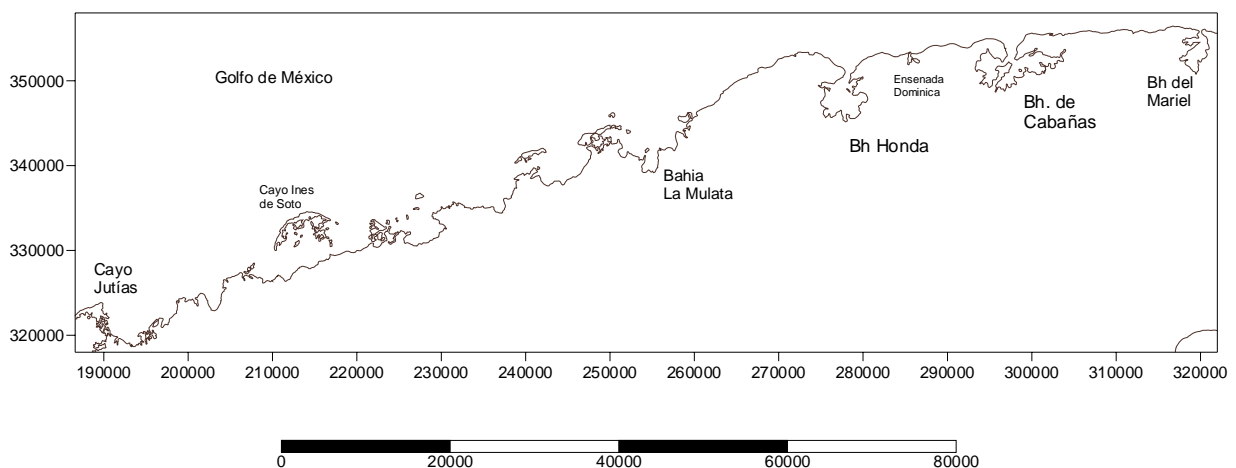 350000
340000
330000
320000
Golfo de México
Cayo Ines
de Soto
Cayo
Jutías
Bahia
La Mulata
Bh Honda
Ensenada
Dominica
Bh. de
Cabañas
Bh del
Mariel
190000 200000 210000 220000 230000 240000 250000 260000 270000 280000 290000 300000 310000 320000
0 20000 40000 60000 80000